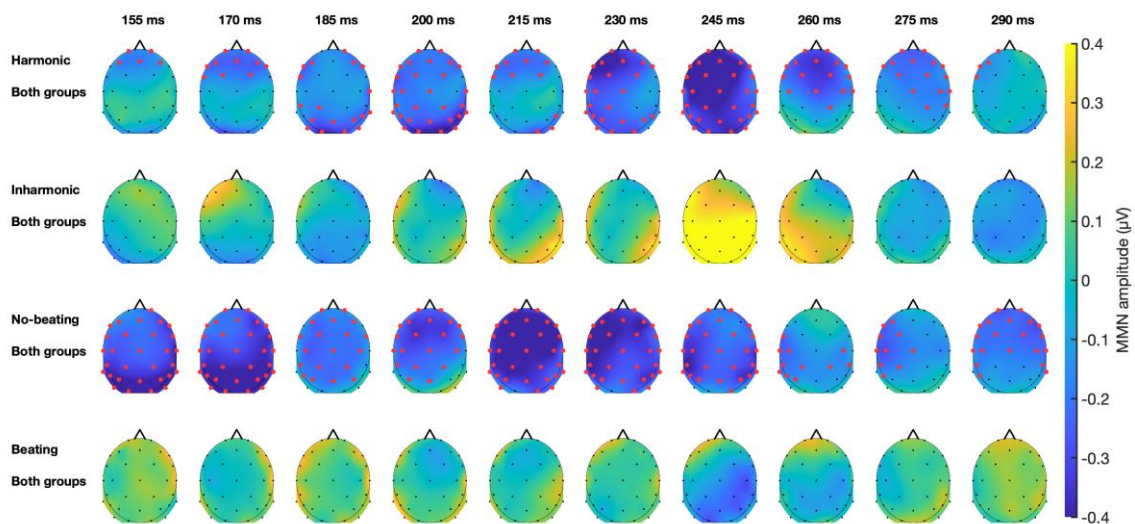 155 ms 170 ms 185 ms 200 ms 215 ms 230 ms 245 ms 260 ms 275 ms 290 ms
Harmonic
Both groups
Inharmonic
Both groups
No-beating
Both groups
Beating
Both groups
0.4
0.3
0.2
0.1
0
-0.1
-0.2
-0.3
-0.4
MMN amplitude (μV)